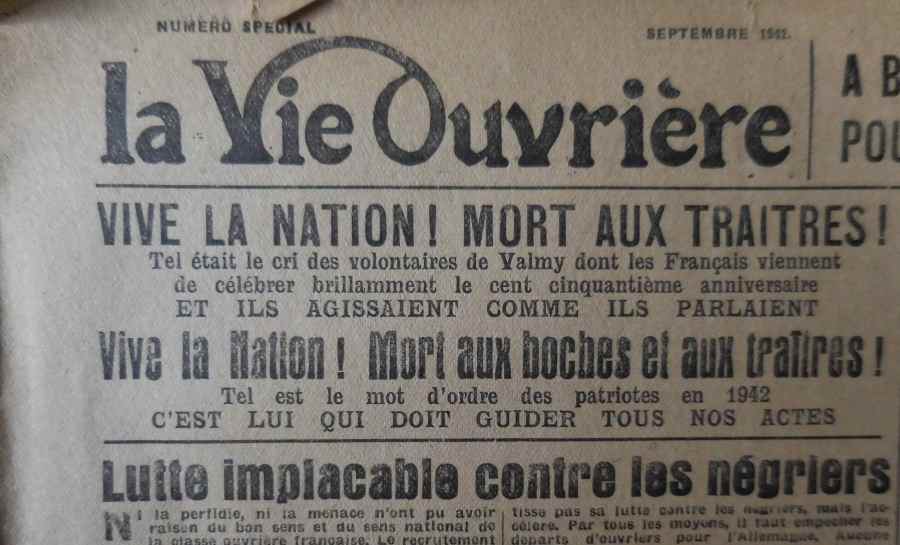 NUMERO SPECIAL
SEPTEMBRE 1942.
la Vie Ouvrière
A B
POU
VIVE LA NATION ! MORT AUX TRAITRES !
Tel était le cri des volontaires de Valmy dont les Français viennent
de célébrer brillamment le cent cinquantième anniversaire
ET ILS AGISSAIENT COMME ILS PARLAIENT
Vive la Nation ! Mort aux boches et aux traîtres !
Tel est le mot d'ordre des patriotes en 1942
C'EST LUI QUI DOIT GUIDER TOUS NOS ACTES
Lutte implacable contre les négriers
NI la perfidie, ni la menace n'ont pu avoir
raison du bon sens et du sens national de
la classe ouvrière française. Le recrutement
tisse pas sa lutte contre les négriers, mais l'ac-
célère. Par tous les moyens, il faut empêcher les
départs d'ouvriers pour l'Allemagne. Aucune